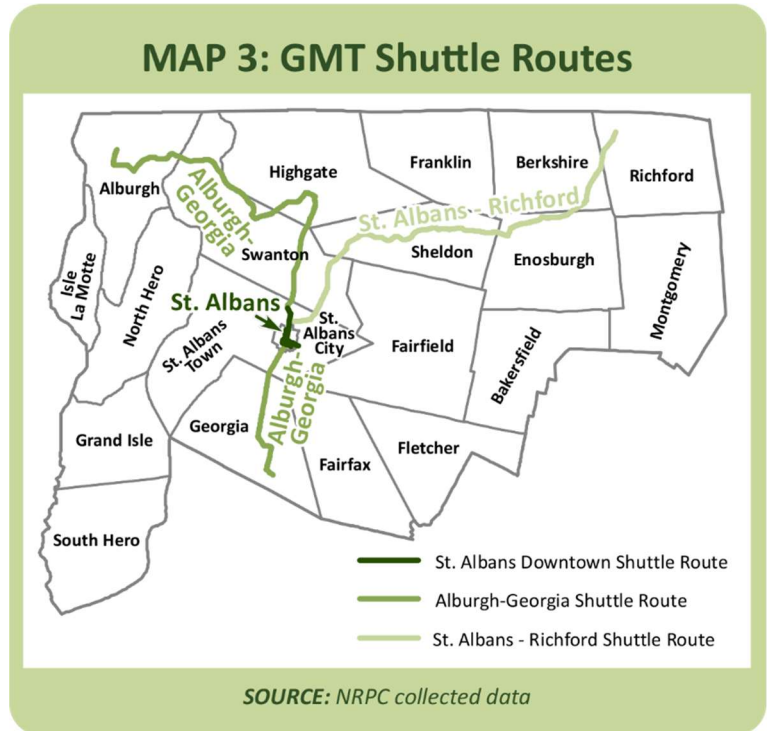 MAP 3: GMT Shuttle Routes
Alburgh
Highgate
Franklin
Berkshire
Richford
Alburgh-
Georgia
St. Albans - Richford
Isle
La Motte
North Hero
Swanton
Sheldon
Enosburgh
Montgomery
St. Albans
St. Albans
Town
St.
Albans
City
Fairfield
Bakersfield
Alburgh-
Georgia
Grand Isle
Georgia
Fairfax
Fletcher
South Hero
St. Albans Downtown Shuttle Route
Alburgh-Georgia Shuttle Route
St. Albans - Richford Shuttle Route
SOURCE: NRPC collected data